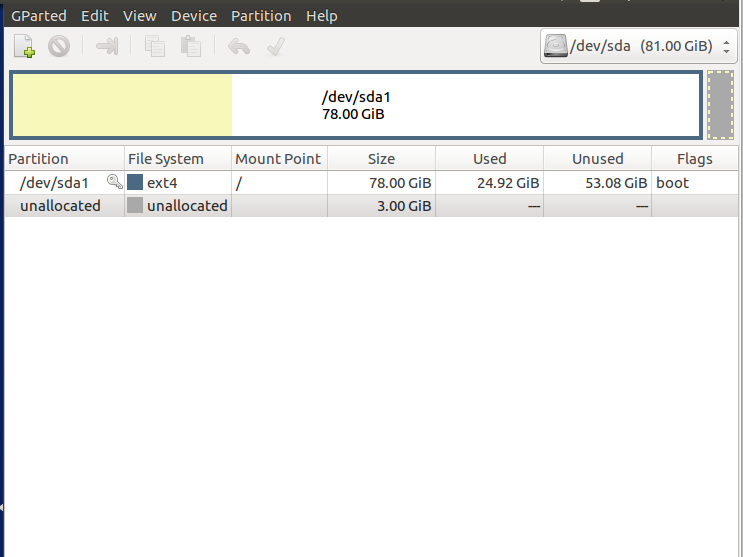 GParted Edit View Device Partition Help
/dev/sda (81.00 GiB)
/dev/sda1
78.00 GiB
Partition File System Mount Point Size Used Unused Flags
/dev/sda1 ext4 / 78.00 GiB 24.92 GiB 53.08 GiB boot
unallocated unallocated 3.00 GiB --- ---